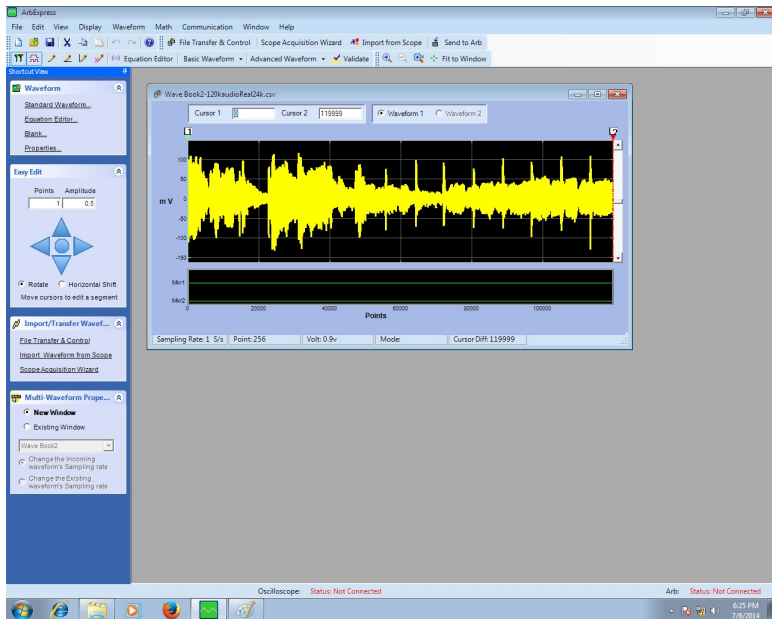 ArbExpress
File Edit View Display Waveform Math Communication Window Help
File Transfer & Control Scope Acquisition Wizard Import from Scope Send to Arb
Equation Editor Basic Waveform Advanced Waveform Validate Fit to Window
Shortcut View
Waveform
Standard Waveform...
Equation Editor...
Blank...
Properties...
Easy Edit
Points Amplitude
1 0.5
Rotate Horizontal Shift
Move cursors to edit a segment
Import/Transfer Wavef...
File Transfer & Control
Import Waveform from Scope
Scope Acquisition Wizard
Multi-Waveform Prope...
New Window
Existing Window
Wave Book2
Change the Incoming
waveform's Sampling rate
Change the Existing
waveform's Sampling rate
Wave Book2-120kaudioReal24k.csv
Cursor 1 0 Cursor 2 119999 Waveform 1 Waveform 2
1 2
100
50
m V 0
-50
-100
-150
Mkr1
Mkr2
0 20000 40000 60000 80000 100000
Points
Sampling Rate: 1 S/s Point: 256 Volt: 0.9v Mode: Cursor Diff: 119999
Oscilloscope: Status: Not Connected Arb: Status: Not Connected
6:25 PM
7/8/2014